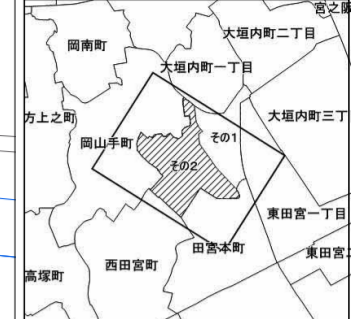 宮之阪
大垣内町二丁目
岡南町
大垣内町一丁目
方上之町
大垣内町三丁
岡山手町
その1
その2
東田宮一丁目
田宮本町
東田宮
西田宮町
高塚町